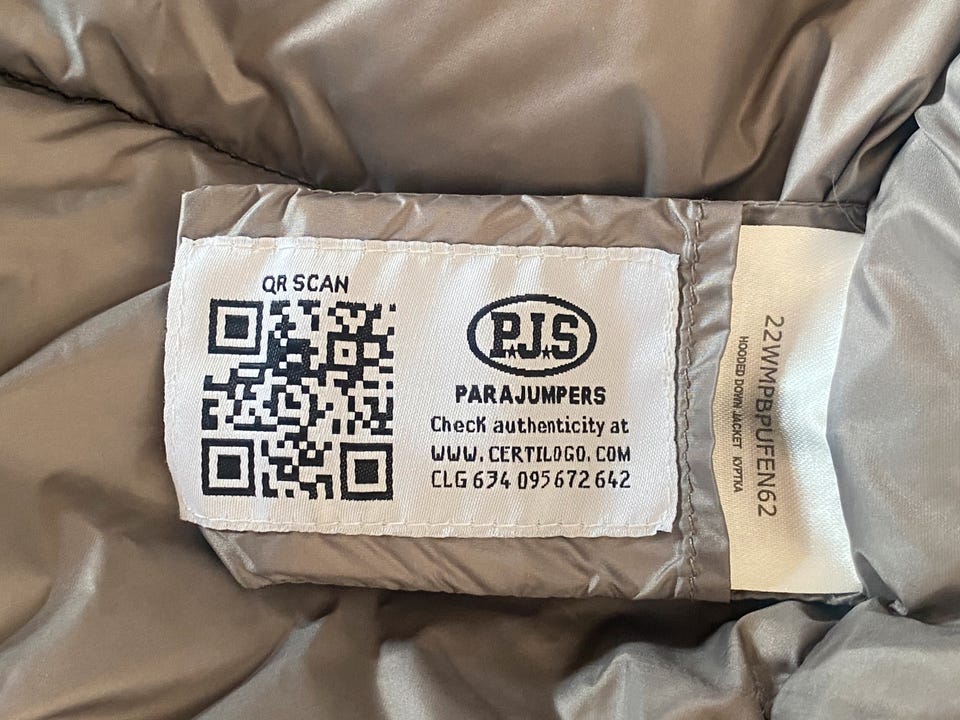 QR SCAN
P.J.S
PARAJUMPERS
Check authenticity at
WWW.CERTILOGO.COM
CLG 634 095 672 642
22WMPBPUFEN62
HOODED DOWN JACKET КУРТКА